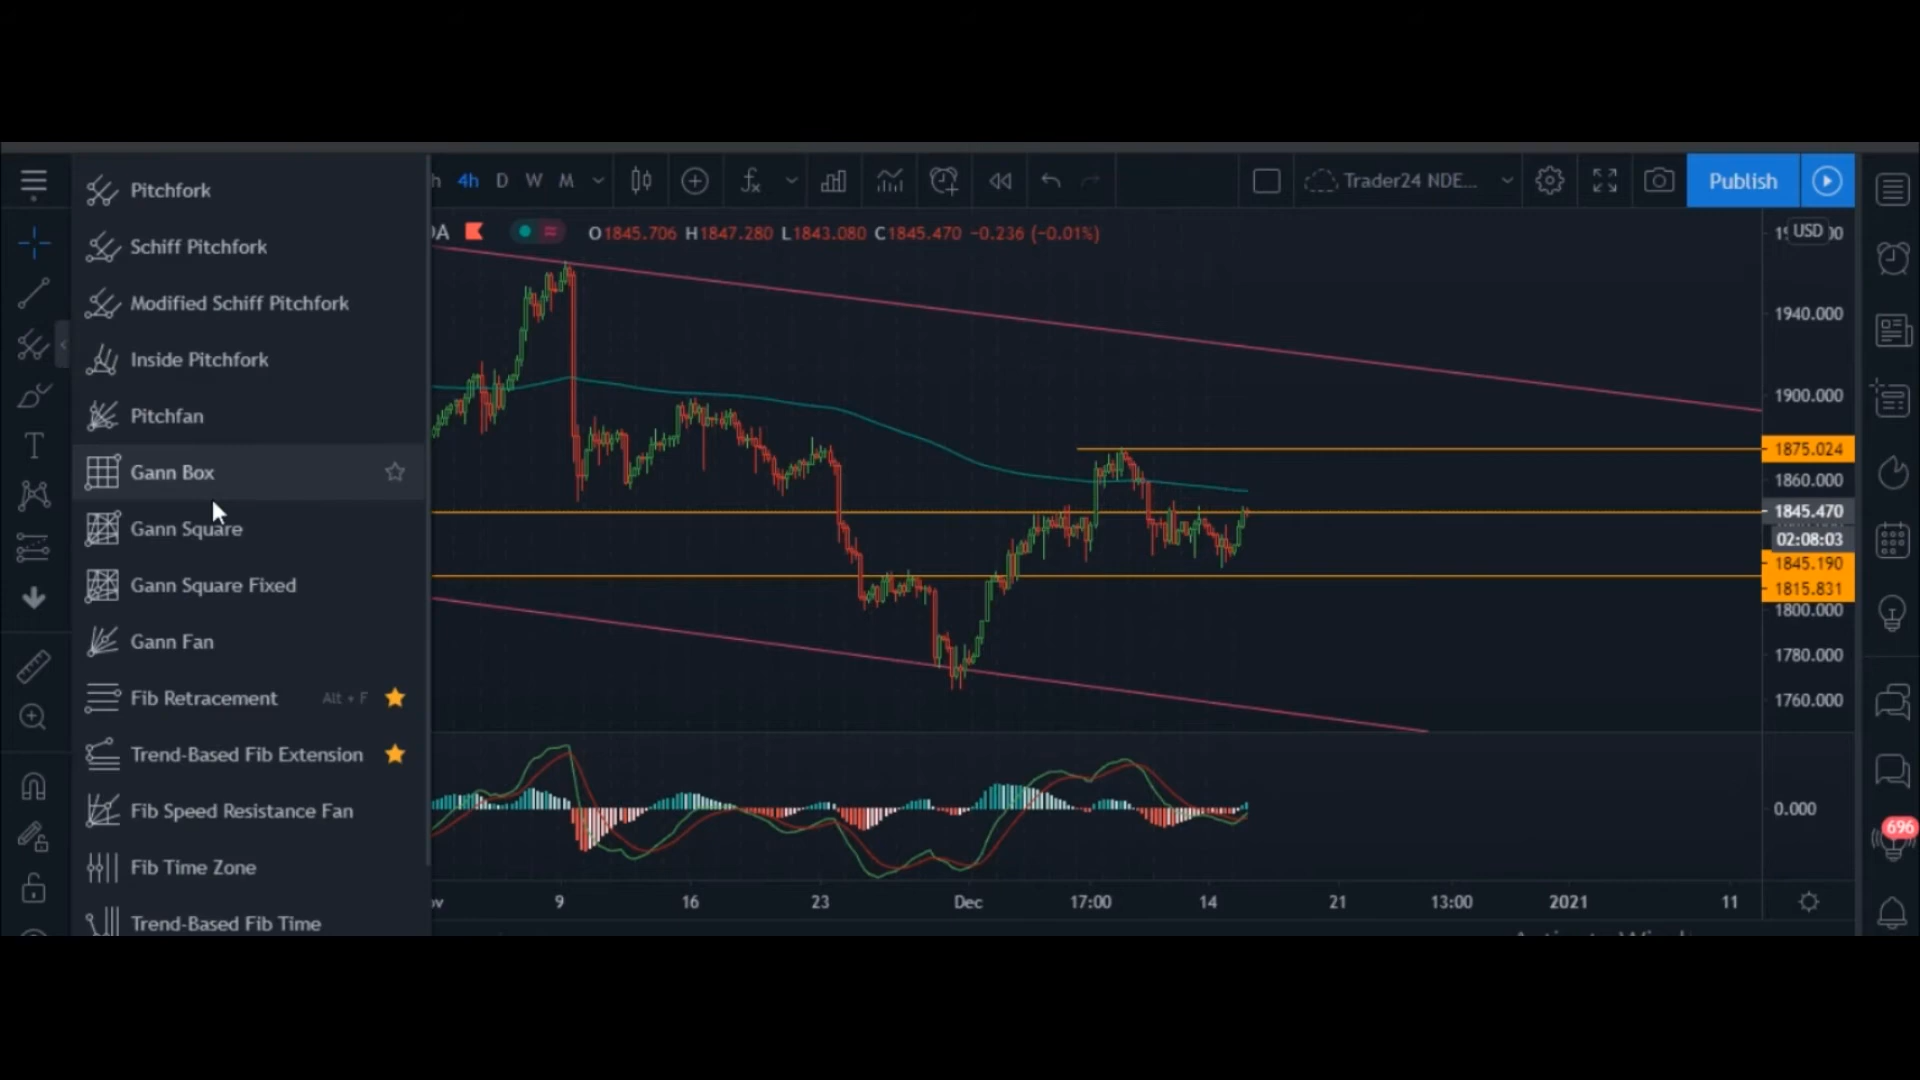 h 4h D W M Trader24 NDE... Publish
DA O1845.706 H1847.280 L1843.080 C1845.470 −0.236 (−0.01%)
USD
Pitchfork
Schiff Pitchfork
Modified Schiff Pitchfork
Inside Pitchfork
Pitchfan
Gann Box
Gann Square
Gann Square Fixed
Gann Fan
Fib Retracement Alt + F
Trend-Based Fib Extension
Fib Speed Resistance Fan
Fib Time Zone
Trend-Based Fib Time
1940.000
1900.000
1875.024
1860.000
1845.470
02:08:03
1845.190
1815.831
1800.000
1780.000
1760.000
0.000
696
9 16 23 Dec 17:00 14 21 13:00 2021 11